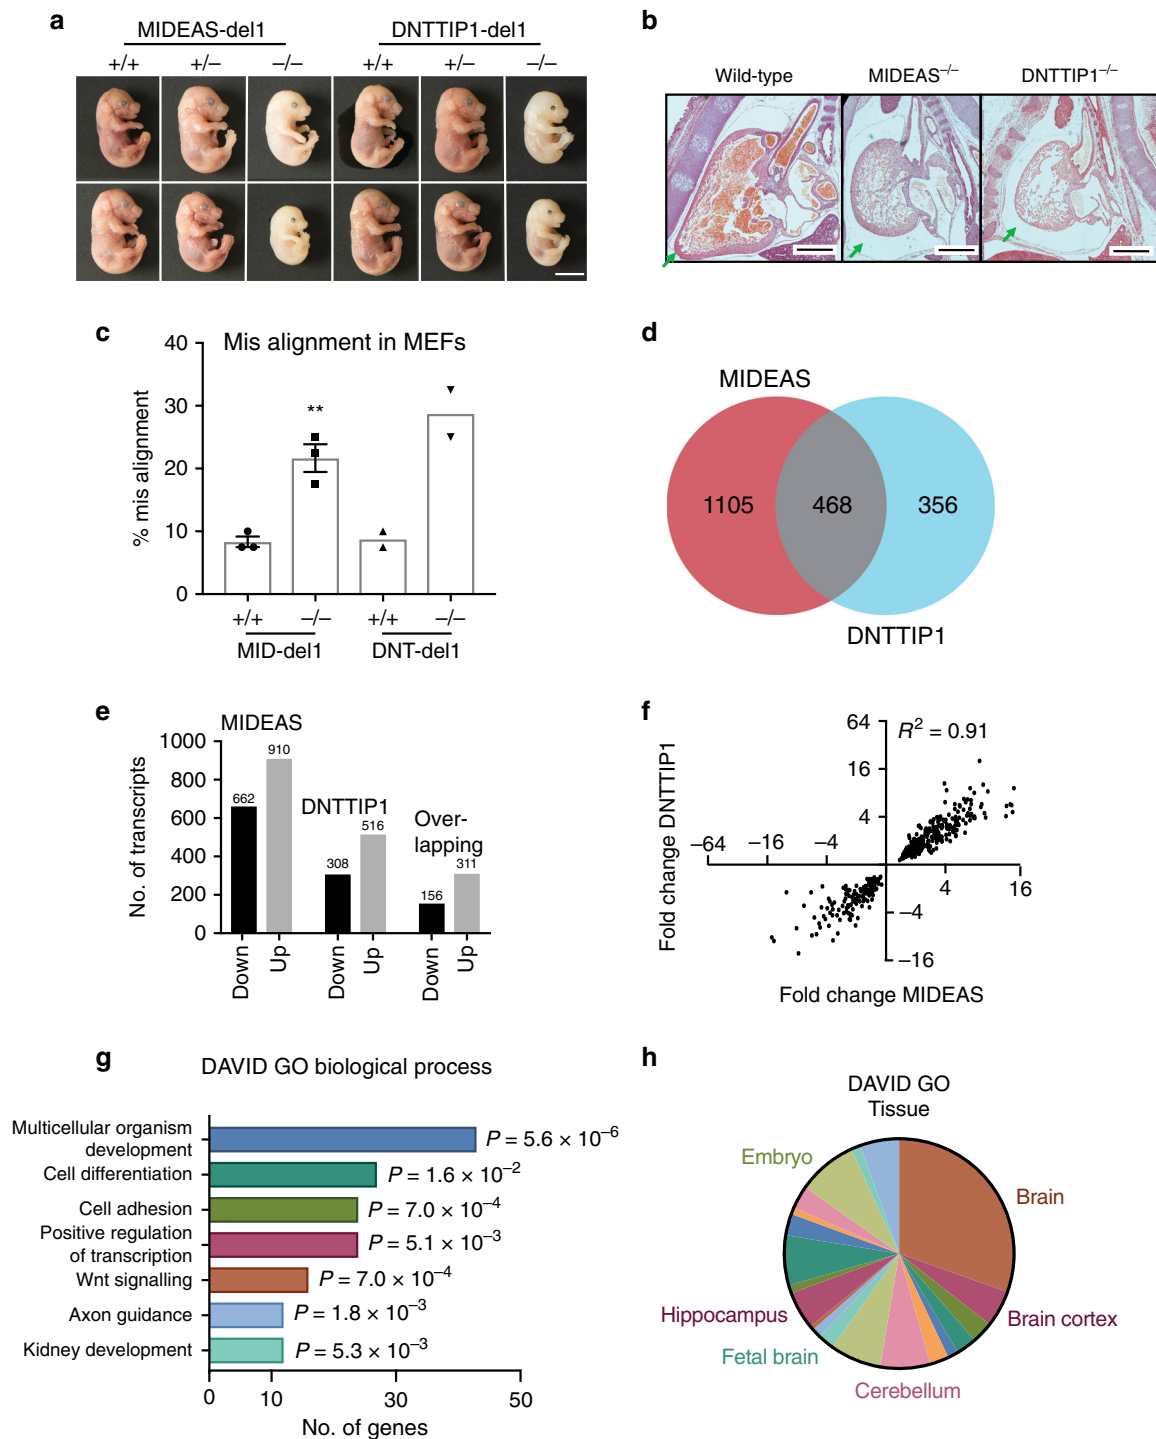 a
MIDEAS-del1
DNTTIP1-del1
+/+
+/–
–/–
+/+
+/–
–/–
b
Wild-type
MIDEAS–/–
DNTTIP1–/–
c
Mis alignment in MEFs
% mis alignment
40
30
20
10
0
**
+/+
–/–
+/+
–/–
MID-del1
DNT-del1
d
MIDEAS
1105
468
356
DNTTIP1
e
MIDEAS
No. of transcripts
1000
800
600
400
200
0
662
910
DNTTIP1
308
516
Over-
lapping
156
311
Down
Up
Down
Up
Down
Up
f
Fold change DNTTIP1
64
16
4
R2 = 0.91
–64
–16
–4
4
16
–4
–16
Fold change MIDEAS
g
DAVID GO biological process
Multicellular organism
development
P = 5.6 × 10–6
Cell differentiation
P = 1.6 × 10–2
Cell adhesion
P = 7.0 × 10–4
Positive regulation
of transcription
P = 5.1 × 10–3
Wnt signalling
P = 7.0 × 10–4
Axon guidance
P = 1.8 × 10–3
Kidney development
P = 5.3 × 10–3
0
10
30
50
No. of genes
h
DAVID GO
Tissue
Embryo
Brain
Hippocampus
Brain cortex
Fetal brain
Cerebellum